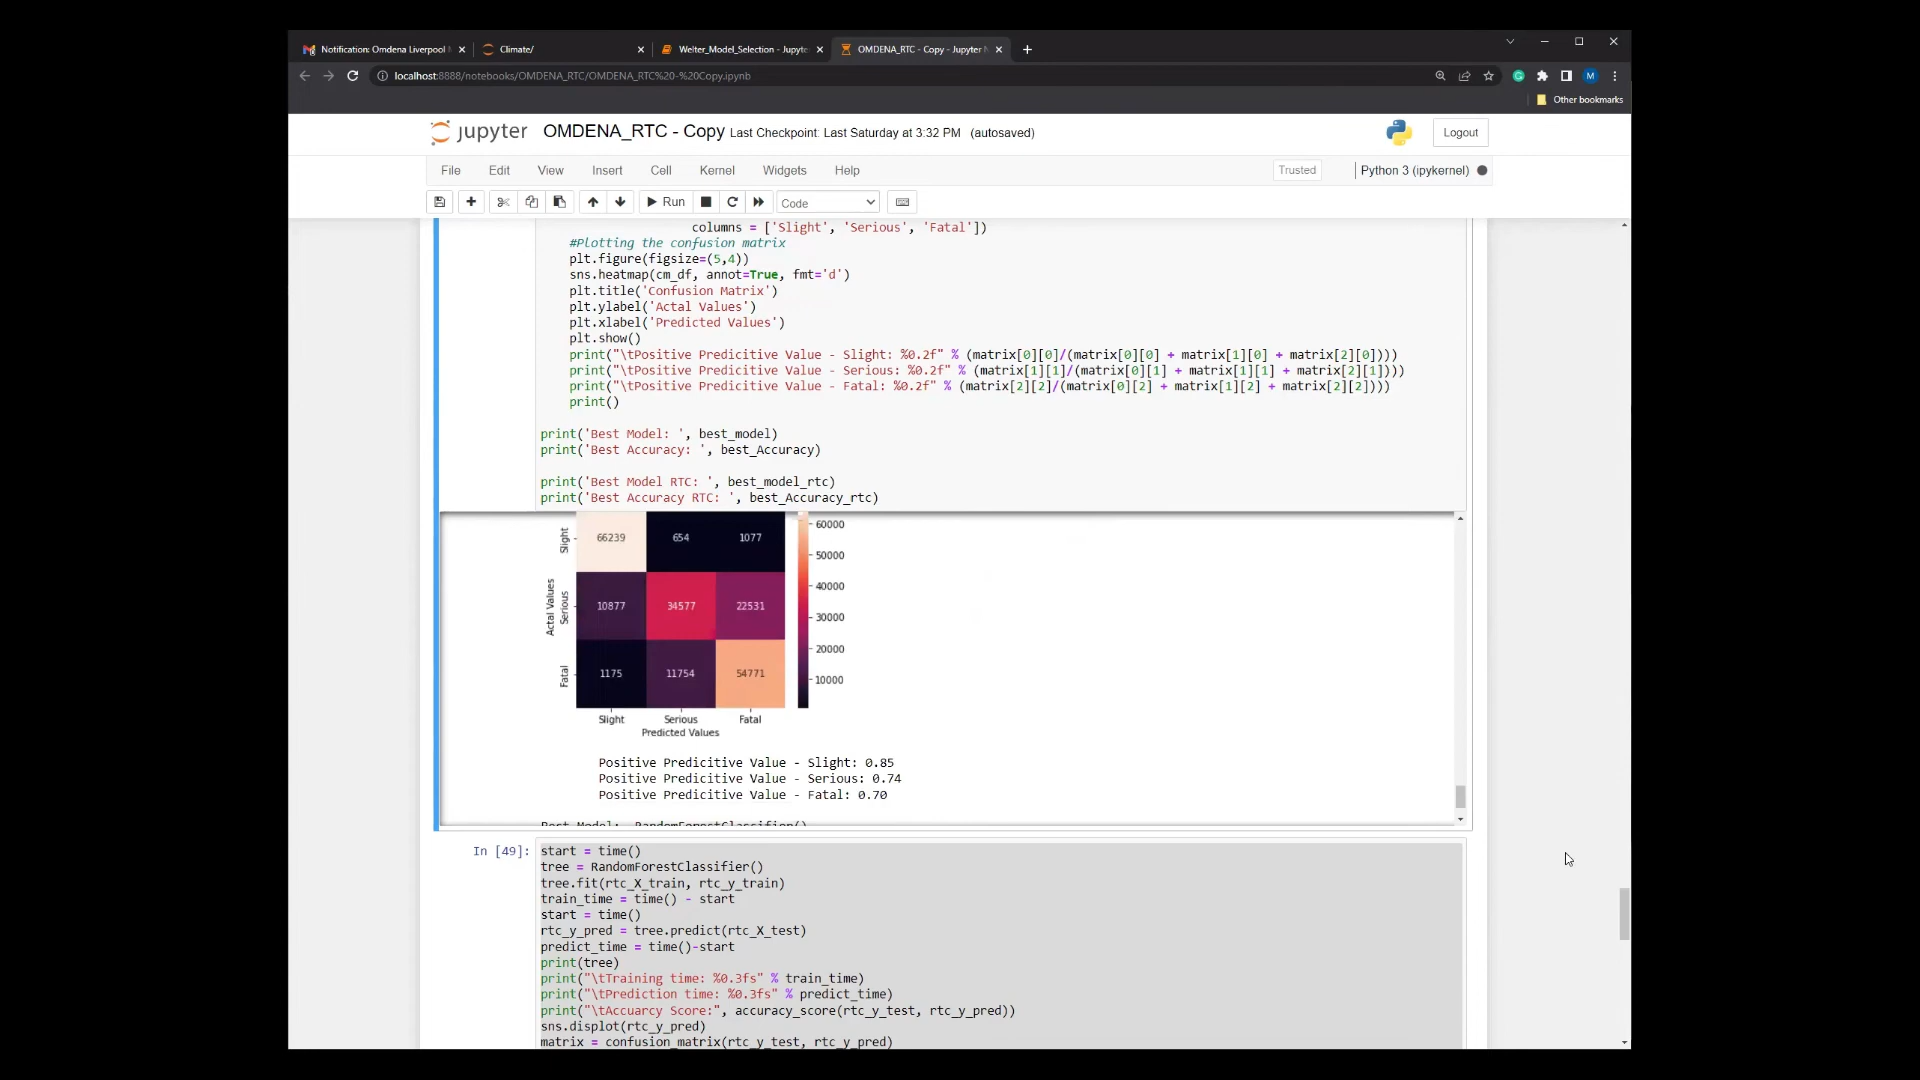 Notification: Omdena Liverpool
Climate/
Welter_Model_Selection - Jupyte
OMDENA_RTC - Copy - Jupyter N
localhost:8888/notebooks/OMDENA_RTC/OMDENA_RTC%20-%20Copy.ipynb
M
Other bookmarks
jupyter OMDENA_RTC - Copy Last Checkpoint: Last Saturday at 3:32 PM (autosaved)
Logout
File Edit View Insert Cell Kernel Widgets Help
Trusted
Python 3 (ipykernel)
Run
Code
columns = ['Slight', 'Serious', 'Fatal'])
#Plotting the confusion matrix
plt.figure(figsize=(5,4))
sns.heatmap(cm_df, annot=True, fmt='d')
plt.title('Confusion Matrix')
plt.ylabel('Actal Values')
plt.xlabel('Predicted Values')
plt.show()
print("\tPositive Predicitive Value - Slight: %0.2f" % (matrix[0][0]/(matrix[0][0] + matrix[1][0] + matrix[2][0])))
print("\tPositive Predicitive Value - Serious: %0.2f" % (matrix[1][1]/(matrix[0][1] + matrix[1][1] + matrix[2][1])))
print("\tPositive Predicitive Value - Fatal: %0.2f" % (matrix[2][2]/(matrix[0][2] + matrix[1][2] + matrix[2][2])))
print()
print('Best Model: ', best_model)
print('Best Accuracy: ', best_Accuracy)
print('Best Model RTC: ', best_model_rtc)
print('Best Accuracy RTC: ', best_Accuracy_rtc)
Slight 66239 654 1077
60000
50000
40000
Actal Values
Serious 10877 34577 22531
30000
20000
Fatal 1175 11754 54771
10000
Slight Serious Fatal
Predicted Values
Positive Predicitive Value - Slight: 0.85
Positive Predicitive Value - Serious: 0.74
Positive Predicitive Value - Fatal: 0.70
Best Model: RandomForestClassifier()
In [49]:
start = time()
tree = RandomForestClassifier()
tree.fit(rtc_X_train, rtc_y_train)
train_time = time() - start
start = time()
rtc_y_pred = tree.predict(rtc_X_test)
predict_time = time()-start
print(tree)
print("\tTraining time: %0.3fs" % train_time)
print("\tPrediction time: %0.3fs" % predict_time)
print("\tAccuarcy Score:", accuracy_score(rtc_y_test, rtc_y_pred))
sns.displot(rtc_y_pred)
matrix = confusion_matrix(rtc_y_test, rtc_y_pred)